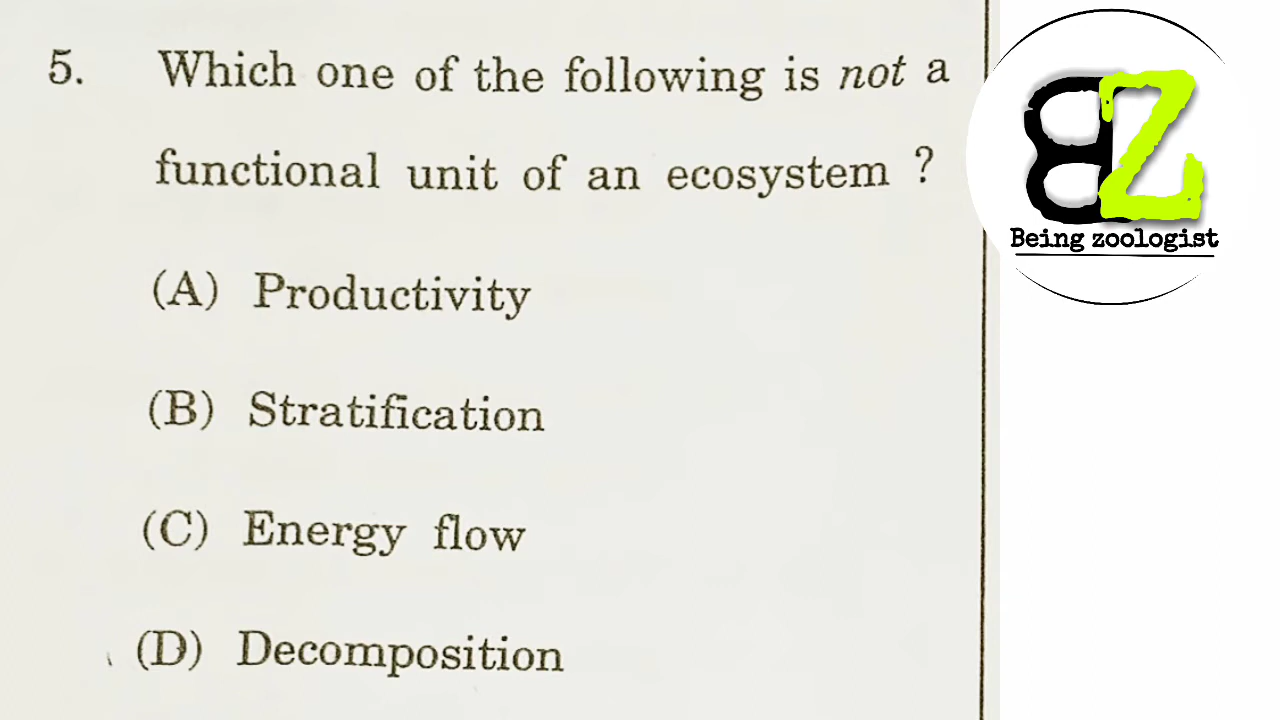 5. Which one of the following is not a
functional unit of an ecosystem ?
(A) Productivity
(B) Stratification
(C) Energy flow
(D) Decomposition
BZ
Being zoologist